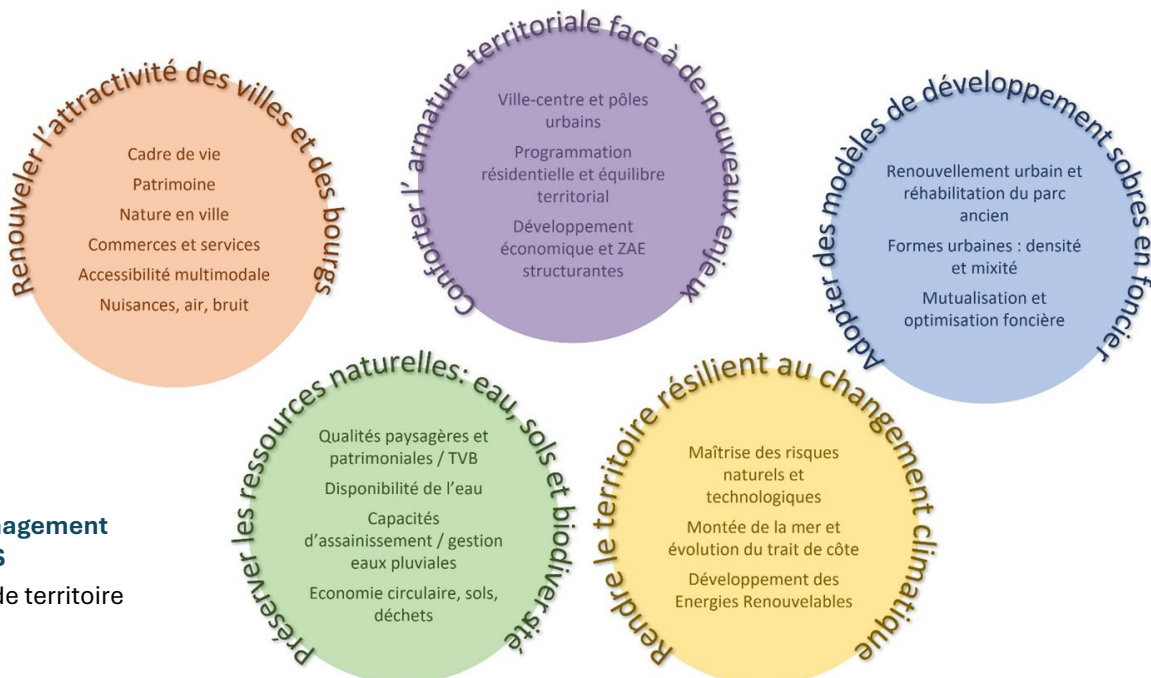 Renouveler l'attractivité des villes et des bourgs
Cadre de vie
Patrimoine
Nature en ville
Commerces et services
Accessibilité multimodale
Nuisances, air, bruit
Conforter l' armature territoriale face à de nouveaux enjeux
Ville-centre et pôles
urbains
Programmation
résidentielle et équilibre
territorial
Développement
économique et ZAE
structurantes
Adopter des modèles de développement sobres en foncier
Renouvellement urbain et
réhabilitation du parc
ancien
Formes urbaines : densité
et mixité
Mutualisation et
optimisation foncière
Préserver les ressources naturelles: eau, sols et biodiversité
Qualités paysagères et
patrimoniales / TVB
Disponibilité de l'eau
Capacités
d'assainissement / gestion
eaux pluviales
Economie circulaire, sols,
déchets
Rendre le territoire résilient au changement climatique
Maîtrise des risques
naturels et
technologiques
Montée de la mer et
évolution du trait de côte
Développement des
Energies Renouvelables
nagement
S
de territoire